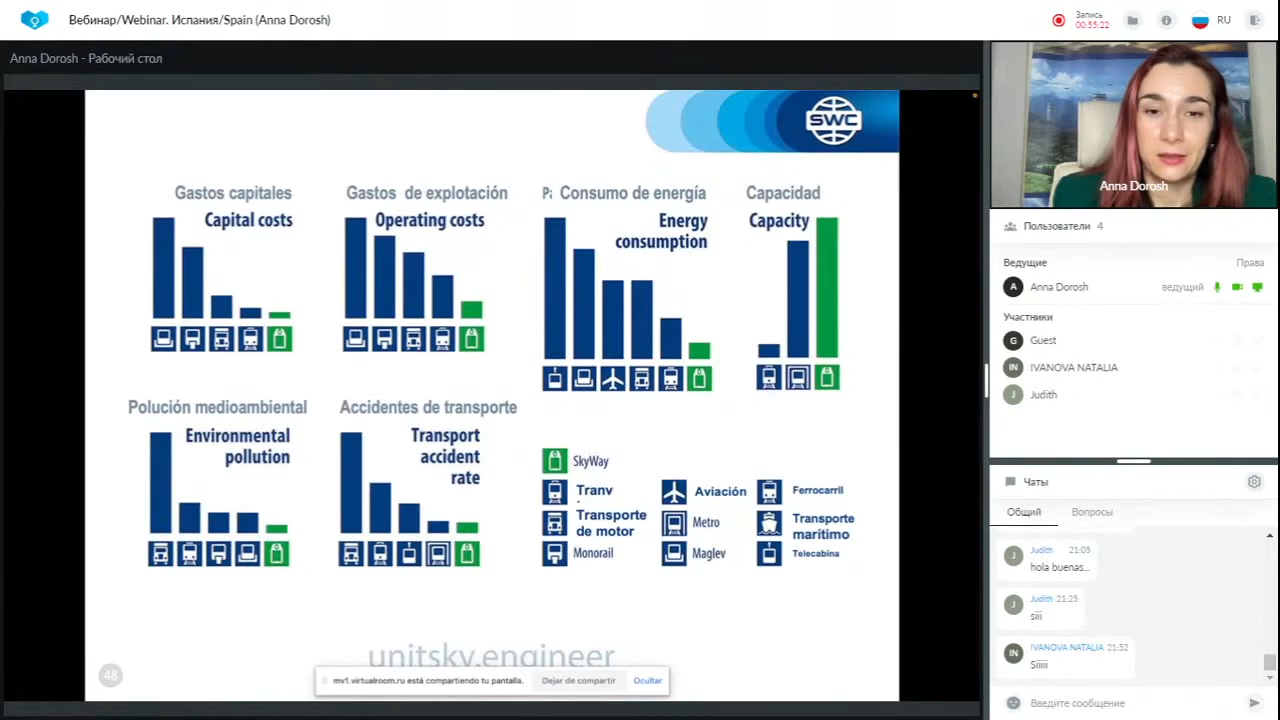 Вебинар/Webinar. Испания/Spain (Anna Dorosh)
Запись
00:55:22
RU
Anna Dorosh - Рабочий стол
SWC
Gastos capitales
Capital costs
Gastos de explotación
Operating costs
Consumo de energía
Energy
consumption
Capacidad
Capacity
Polución medioambiental
Environmental
pollution
Accidentes de transporte
Transport
accident
rate
SkyWay
Tranv
Transporte
de motor
Monorail
Aviación
Metro
Maglev
Ferrocarril
Transporte
marítimo
Telecabina
unitsky.engineer
48
mv1.virtualroom.ru está compartiendo tu pantalla.
Dejar de compartir
Ocultar
Anna Dorosh
Пользователи 4
Ведущие
Права
A
Anna Dorosh
ведущий
Участники
G
Guest
IN
IVANOVA NATALIA
J
Judith
Чаты
Общий
Вопросы
J
Judith 21:05
hola buenas...
J
Judith 21:25
siii
IN
IVANOVA NATALIA 21:52
Siiiii
Введите сообщение